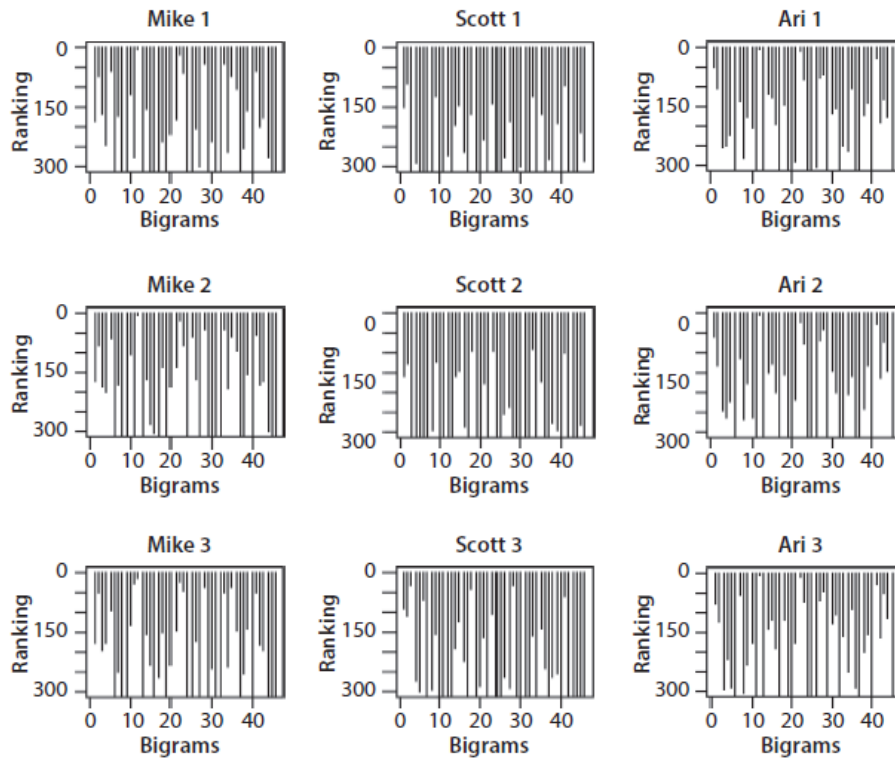 Mike 1
Scott 1
Ari 1
Ranking
0
150
300
0 10 20 30 40
Bigrams
Ranking
0
150
300
0 10 20 30 40
Bigrams
Ranking
0
150
300
0 10 20 30 40
Bigrams
Mike 2
Scott 2
Ari 2
Ranking
0
150
300
0 10 20 30 40
Bigrams
Ranking
0
150
300
0 10 20 30 40
Bigrams
Ranking
0
150
300
0 10 20 30 40
Bigrams
Mike 3
Scott 3
Ari 3
Ranking
0
150
300
0 10 20 30 40
Bigrams
Ranking
0
150
300
0 10 20 30 40
Bigrams
Ranking
0
150
300
0 10 20 30 40
Bigrams